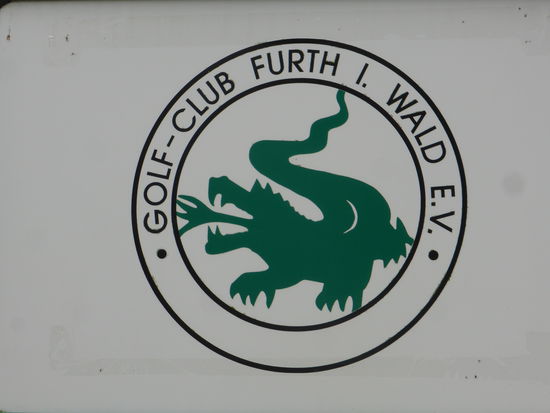 GOLF-CLUB FURTH I. WALD E.V.